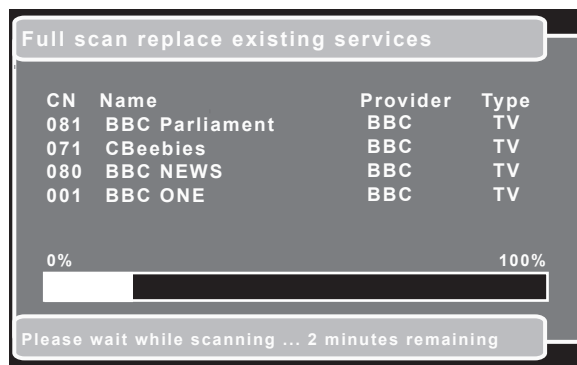 Full scan replace existing services
CN Name Provider Type
081 BBC Parliament BBC TV
071 CBeebies BBC TV
080 BBC NEWS BBC TV
001 BBC ONE BBC TV
0% 100%
Please wait while scanning ... 2 minutes remaining